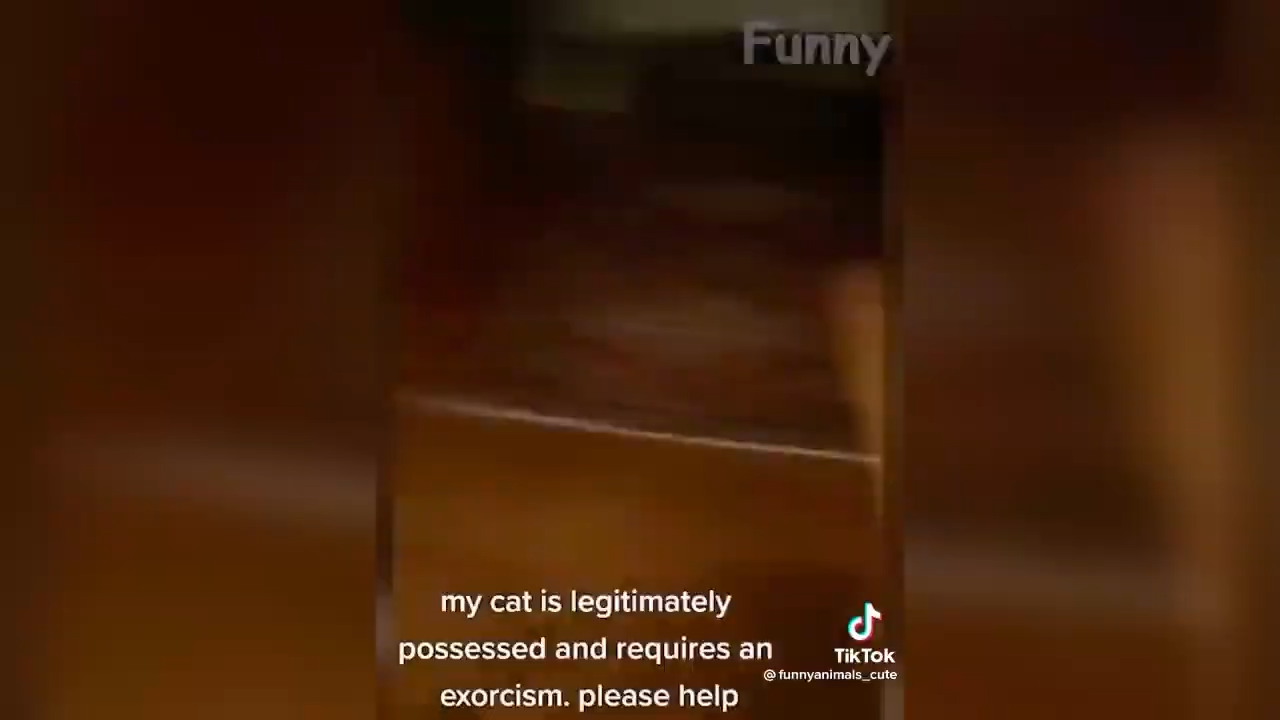 Funny
my cat is legitimately
possessed and requires an
exorcism. please help
TikTok
@funnyanimals_cute